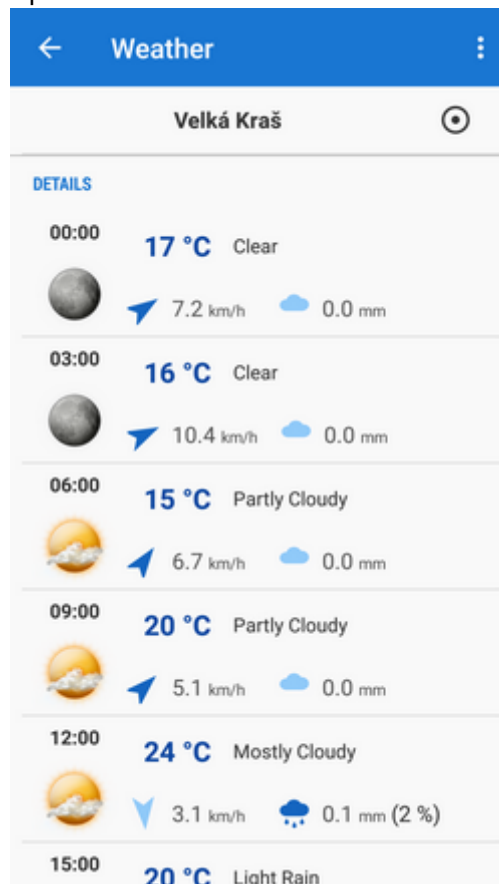 Weather
Velká Kraš
DETAILS
00:00
17 °C Clear
7.2 km/h 0.0 mm
03:00
16 °C Clear
10.4 km/h 0.0 mm
06:00
15 °C Partly Cloudy
6.7 km/h 0.0 mm
09:00
20 °C Partly Cloudy
5.1 km/h 0.0 mm
12:00
24 °C Mostly Cloudy
3.1 km/h 0.1 mm (2 %)
15:00
20 °C Light Rain